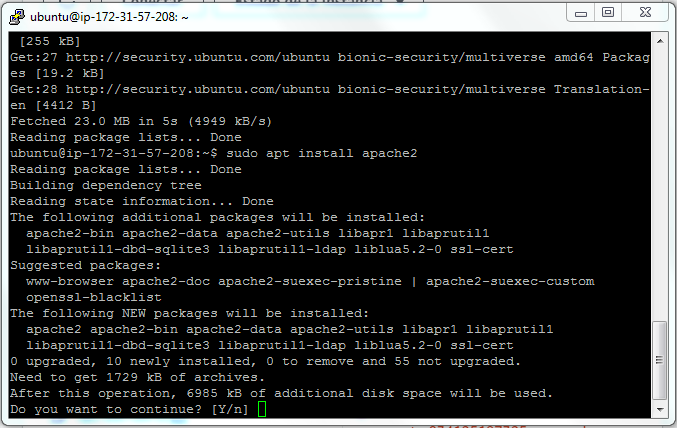 ubuntu@ip-172-31-57-208: ~
[255 kB]
Get:27 http://security.ubuntu.com/ubuntu bionic-security/multiverse amd64 Packag
es [19.2 kB]
Get:28 http://security.ubuntu.com/ubuntu bionic-security/multiverse Translation-
en [4412 B]
Fetched 23.0 MB in 5s (4949 kB/s)
Reading package lists... Done
ubuntu@ip-172-31-57-208:~$ sudo apt install apache2
Reading package lists... Done
Building dependency tree
Reading state information... Done
The following additional packages will be installed:
apache2-bin apache2-data apache2-utils libapr1 libaprutil1
libaprutil1-dbd-sqlite3 libaprutil1-ldap liblua5.2-0 ssl-cert
Suggested packages:
www-browser apache2-doc apache2-suexec-pristine | apache2-suexec-custom
openssl-blacklist
The following NEW packages will be installed:
apache2 apache2-bin apache2-data apache2-utils libapr1 libaprutil1
libaprutil1-dbd-sqlite3 libaprutil1-ldap liblua5.2-0 ssl-cert
0 upgraded, 10 newly installed, 0 to remove and 55 not upgraded.
Need to get 1729 kB of archives.
After this operation, 6985 kB of additional disk space will be used.
Do you want to continue? [Y/n]